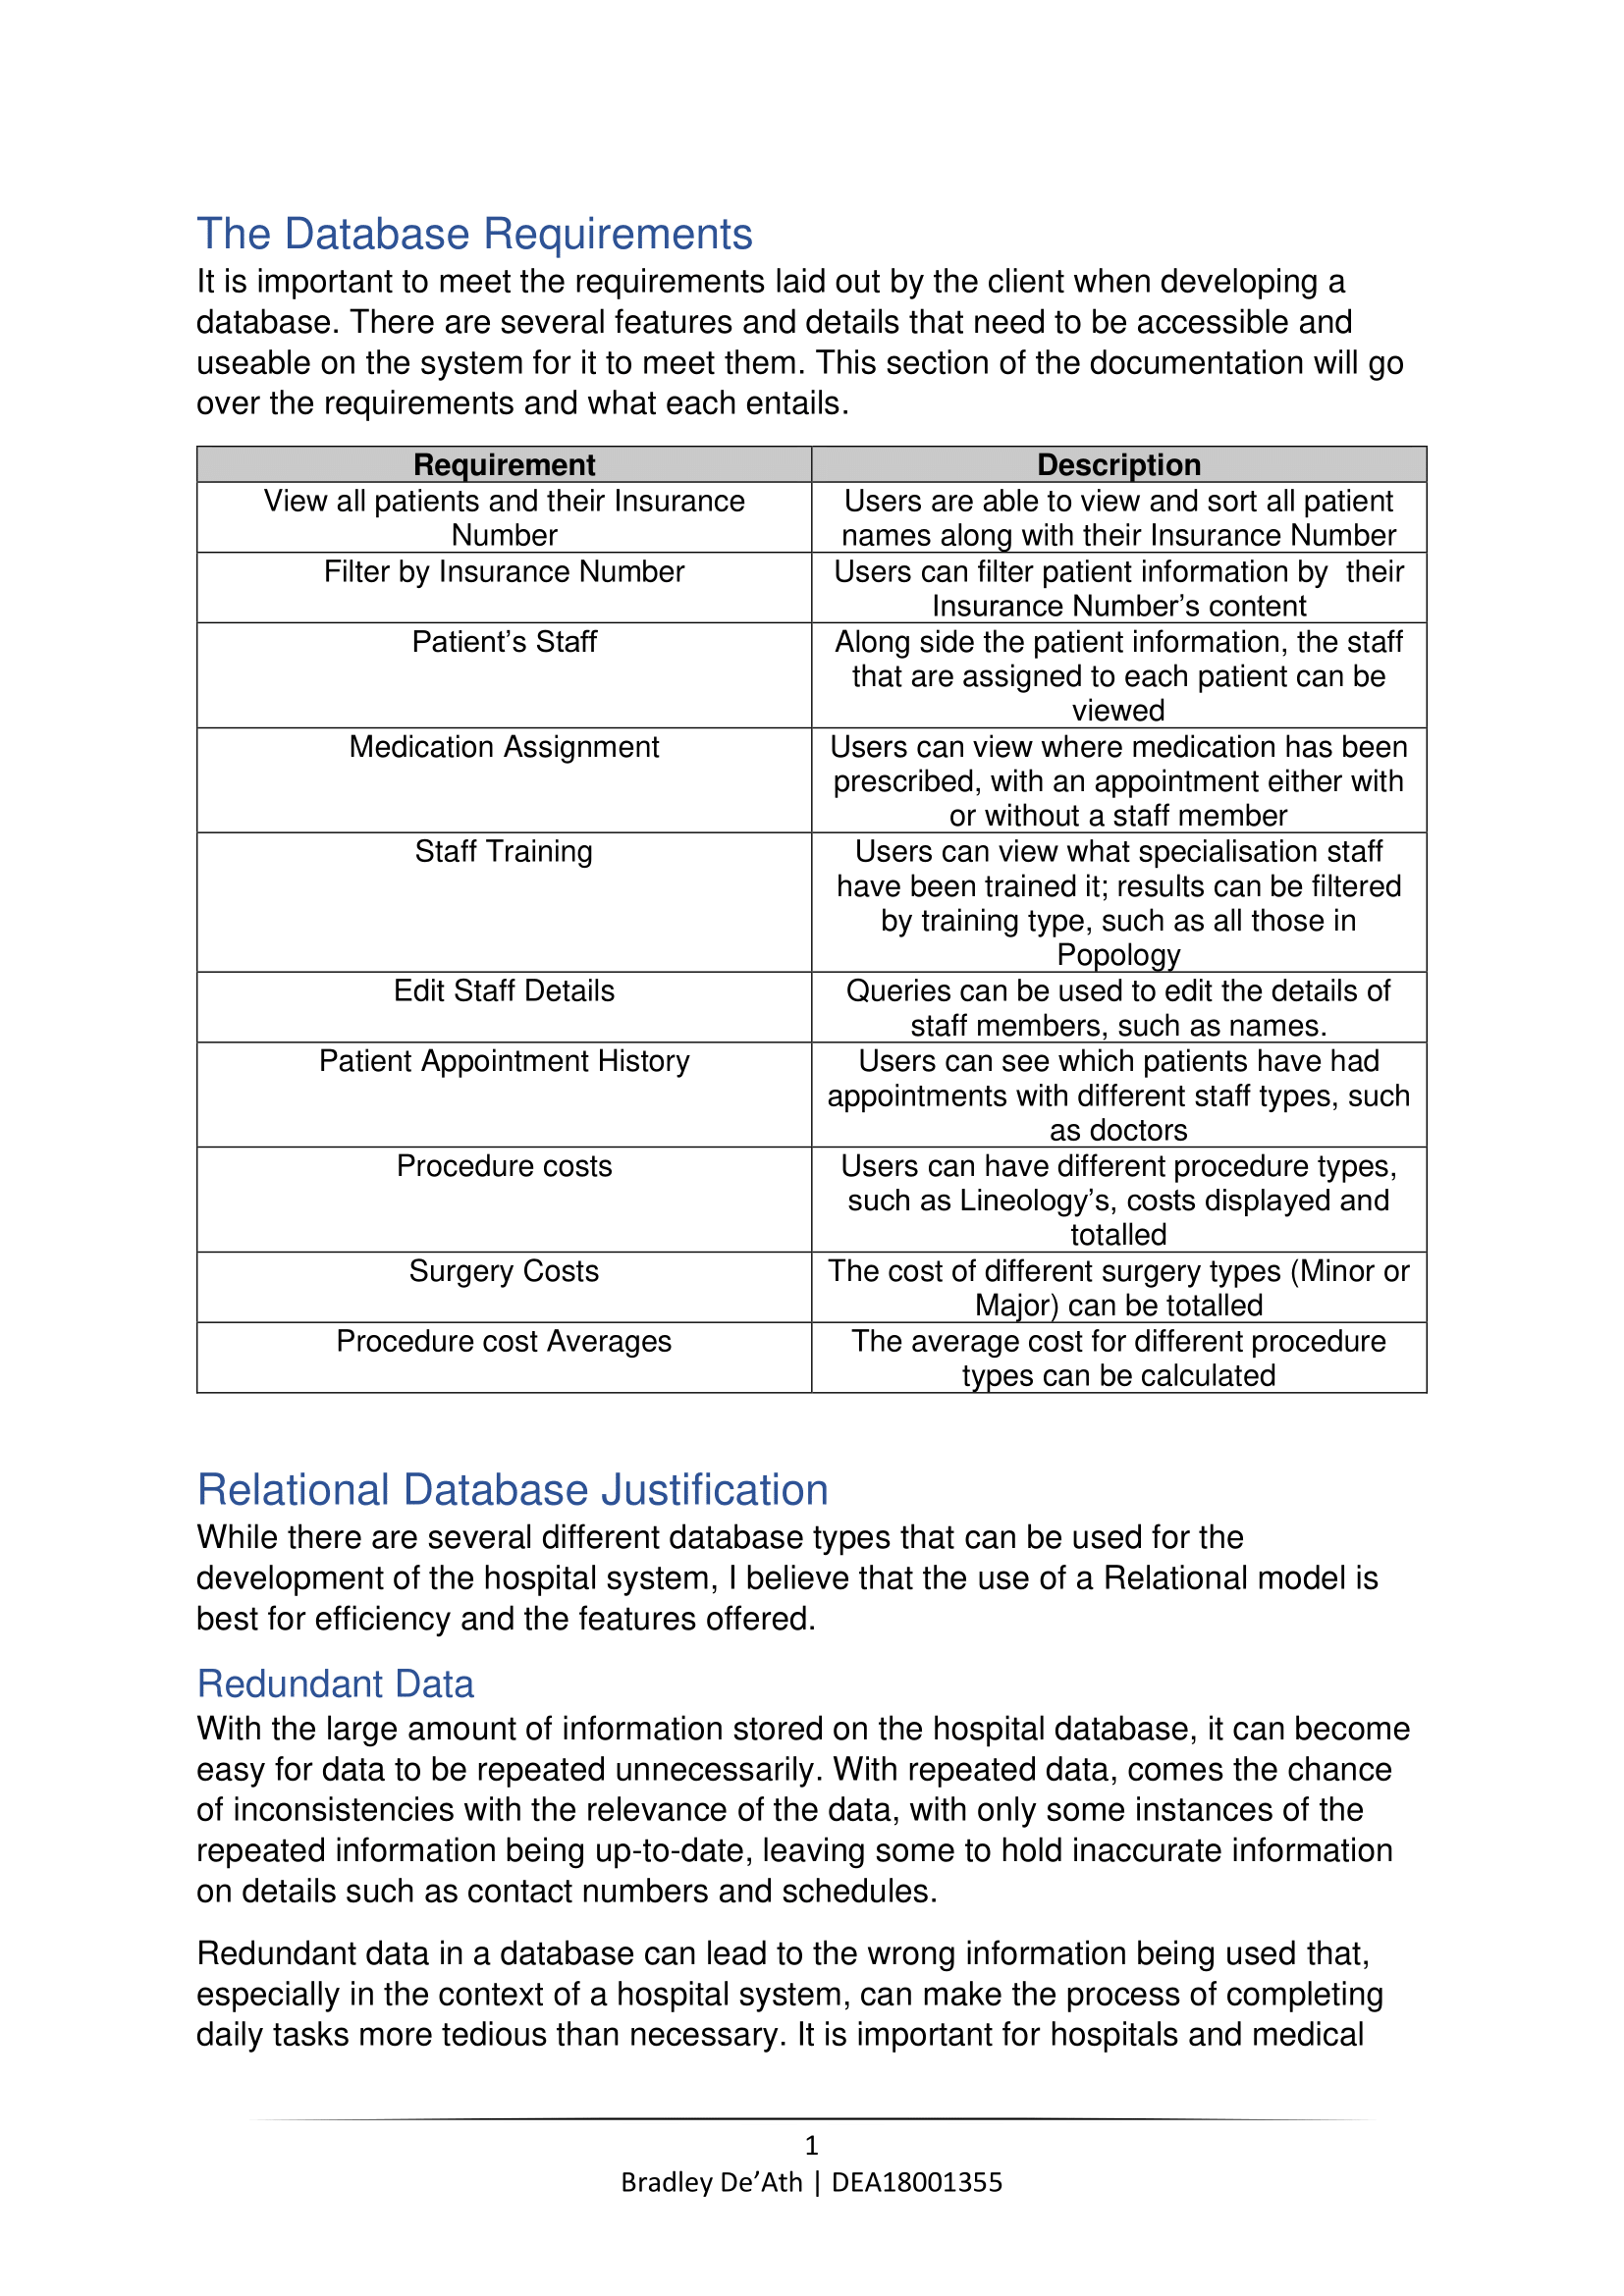 The Database Requirements
It is important to meet the requirements laid out by the client when developing a
database. There are several features and details that need to be accessible and
useable on the system for it to meet them. This section of the documentation will go
over the requirements and what each entails.
Requirement Description
View all patients and their Insurance
Number
Users are able to view and sort all patient
names along with their Insurance Number
Filter by Insurance Number
Users can filter patient information by  their
Insurance Number’s content
Patient’s Staff
Along side the patient information, the staff
that are assigned to each patient can be
viewed
Medication Assignment
Users can view where medication has been
prescribed, with an appointment either with
or without a staff member
Staff Training
Users can view what specialisation staff
have been trained it; results can be filtered
by training type, such as all those in
Popology
Edit Staff Details
Queries can be used to edit the details of
staff members, such as names.
Patient Appointment History
Users can see which patients have had
appointments with different staff types, such
as doctors
Procedure costs
Users can have different procedure types,
such as Lineology’s, costs displayed and
totalled
Surgery Costs
The cost of different surgery types (Minor or
Major) can be totalled
Procedure cost Averages
The average cost for different procedure
types can be calculated
Relational Database Justification
While there are several different database types that can be used for the
development of the hospital system, I believe that the use of a Relational model is
best for efficiency and the features offered.
Redundant Data
With the large amount of information stored on the hospital database, it can become
easy for data to be repeated unnecessarily. With repeated data, comes the chance
of inconsistencies with the relevance of the data, with only some instances of the
repeated information being up-to-date, leaving some to hold inaccurate information
on details such as contact numbers and schedules.
Redundant data in a database can lead to the wrong information being used that,
especially in the context of a hospital system, can make the process of completing
daily tasks more tedious than necessary. It is important for hospitals and medical
1
Bradley De’Ath | DEA18001355